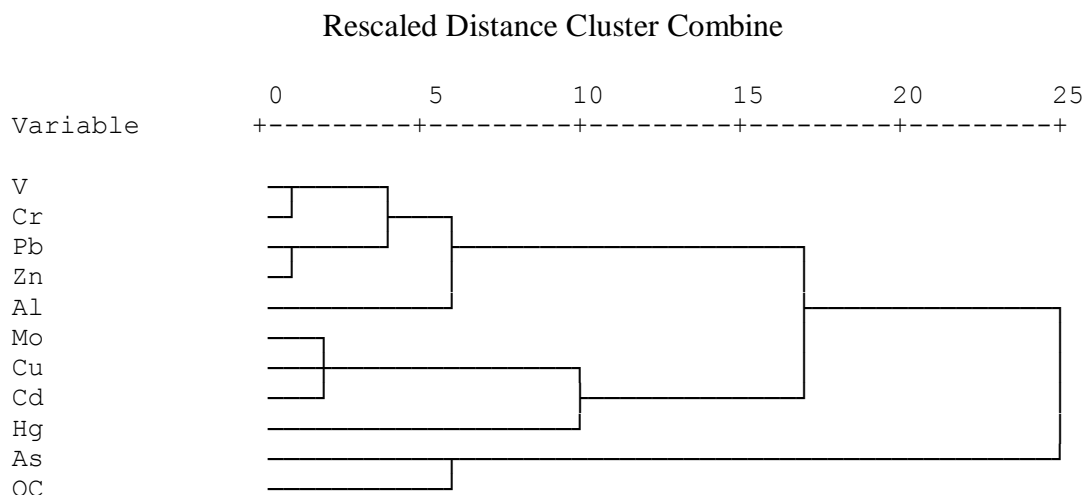 Rescaled Distance Cluster Combine
0 5 10 15 20 25
Variable +---------+---------+---------+---------+---------+
V
Cr
Pb
Zn
Al
Mo
Cu
Cd
Hg
As
OC